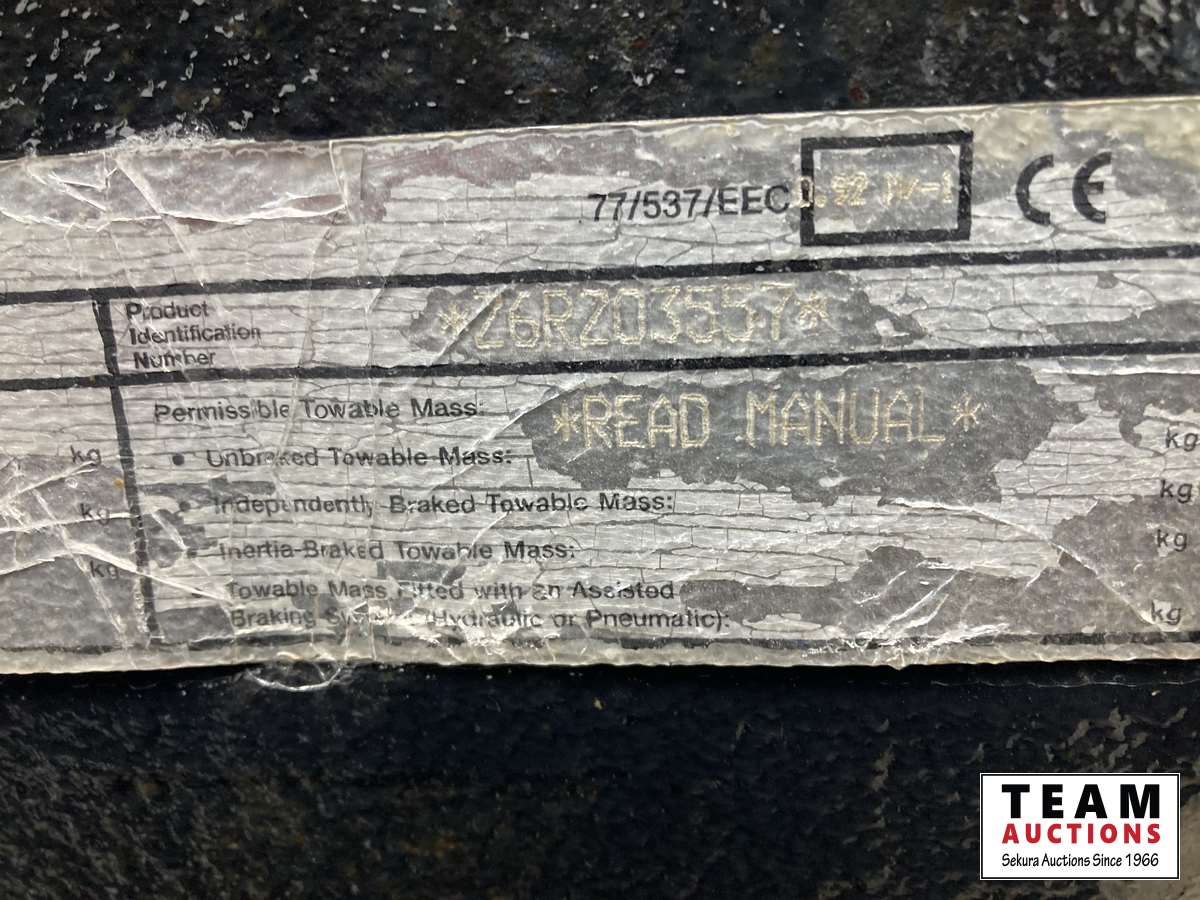 77/537/EEC
CE
Product
Identification
Number
*Z6RZ03557*
Permissible Towable Mass:
*READ MANUAL*
kg
kg
• Unbraked Towable Mass:
kg
kg
• Independently Braked Towable Mass:
kg
kg
• Inertia-Braked Towable Mass:
Towable Mass Fitted with an Assisted
Braking System (Hydraulic or Pneumatic):
kg
TEAM
AUCTIONS
Sekura Auctions Since 1966